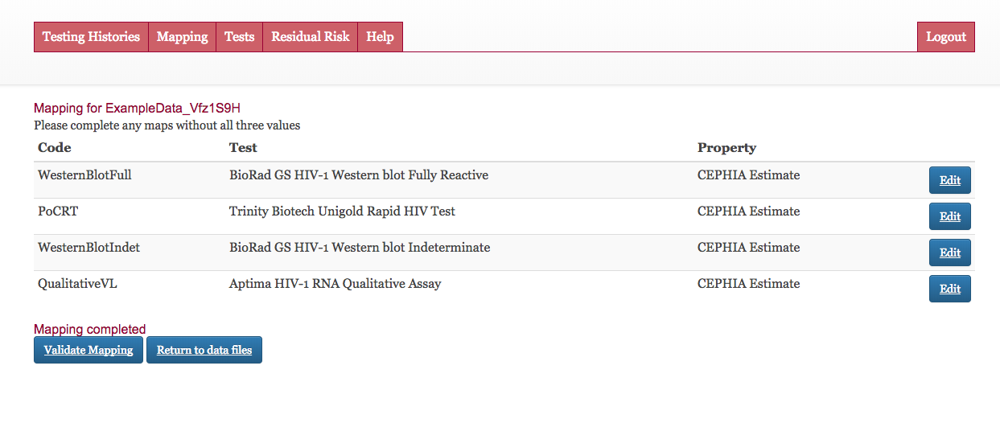 Testing Histories Mapping Tests Residual Risk Help Logout
Mapping for ExampleData_Vfz1S9H
Please complete any maps without all three values
Code Test Property
WesternBlotFull BioRad GS HIV-1 Western blot Fully Reactive CEPHIA Estimate Edit
PoCRT Trinity Biotech Unigold Rapid HIV Test CEPHIA Estimate Edit
WesternBlotIndet BioRad GS HIV-1 Western blot Indeterminate CEPHIA Estimate Edit
QualitativeVL Aptima HIV-1 RNA Qualitative Assay CEPHIA Estimate Edit
Mapping completed
Validate Mapping Return to data files